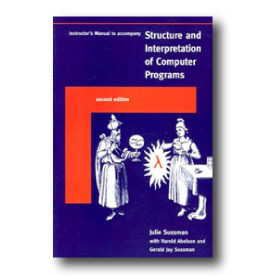 Instructor's Manual to accompany
Structure and
Interpretation
of Computer
Programs
second edition
λ
Julie Sussman
with Harold Abelson and
Gerald Jay Sussman